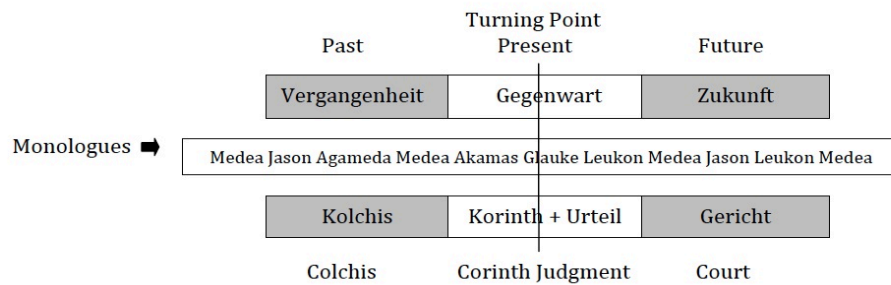 Turning Point
Past Present Future
Vergangenheit Gegenwart Zukunft
Monologues
Medea Jason Agameda Medea Akamas Glauke Leukon Medea Jason Leukon Medea
Kolchis Korinth + Urteil Gericht
Colchis Corinth Judgment Court